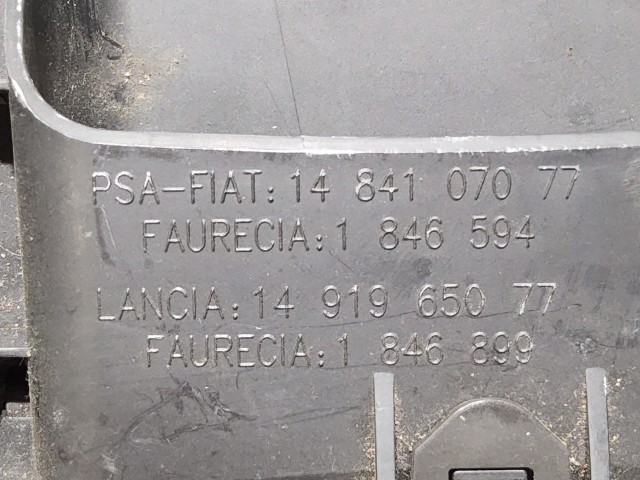 PSA-FIAT: 14 841 070 77
FAURECIA: 1 846 594
LANCIA: 14 919 650 77
FAURECIA: 1 846 899